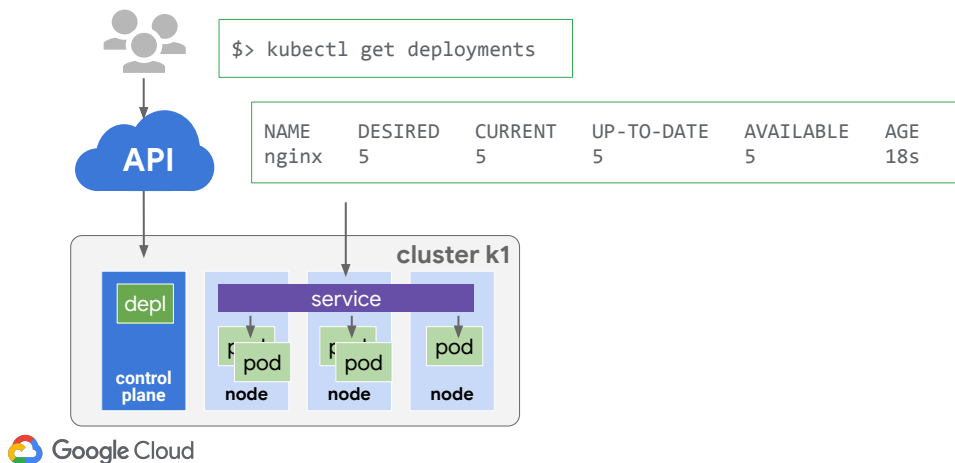 $> kubectl get deployments
NAME DESIRED CURRENT UP-TO-DATE AVAILABLE AGE
nginx 5 5 5 5 18s
API
cluster k1
service
depl
pod
pod
pod
control
plane
node
node
node
Google Cloud